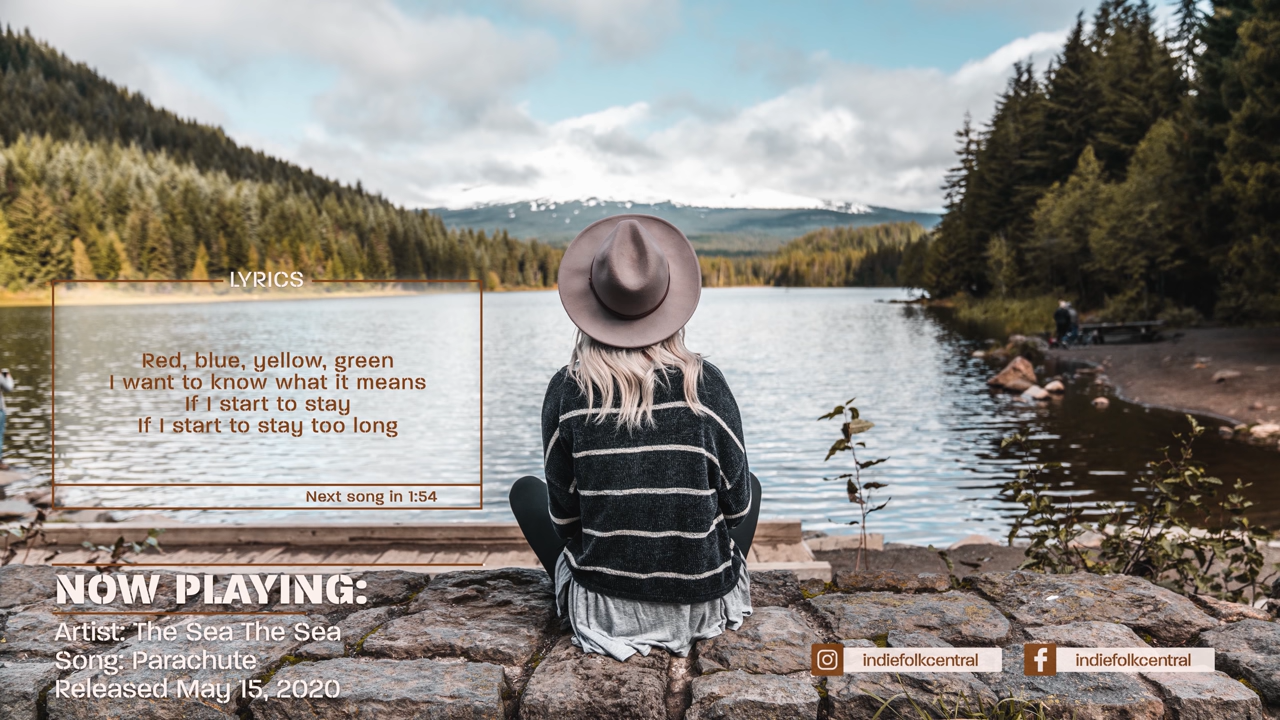 LYRICS
Red, blue, yellow, green
I want to know what it means
If I start to stay
If I start to stay too long
Next song in 1:54
NOW PLAYING:
Artist: The Sea The Sea
Song: Parachute
Released May 15, 2020
indiefolkcentral
indiefolkcentral